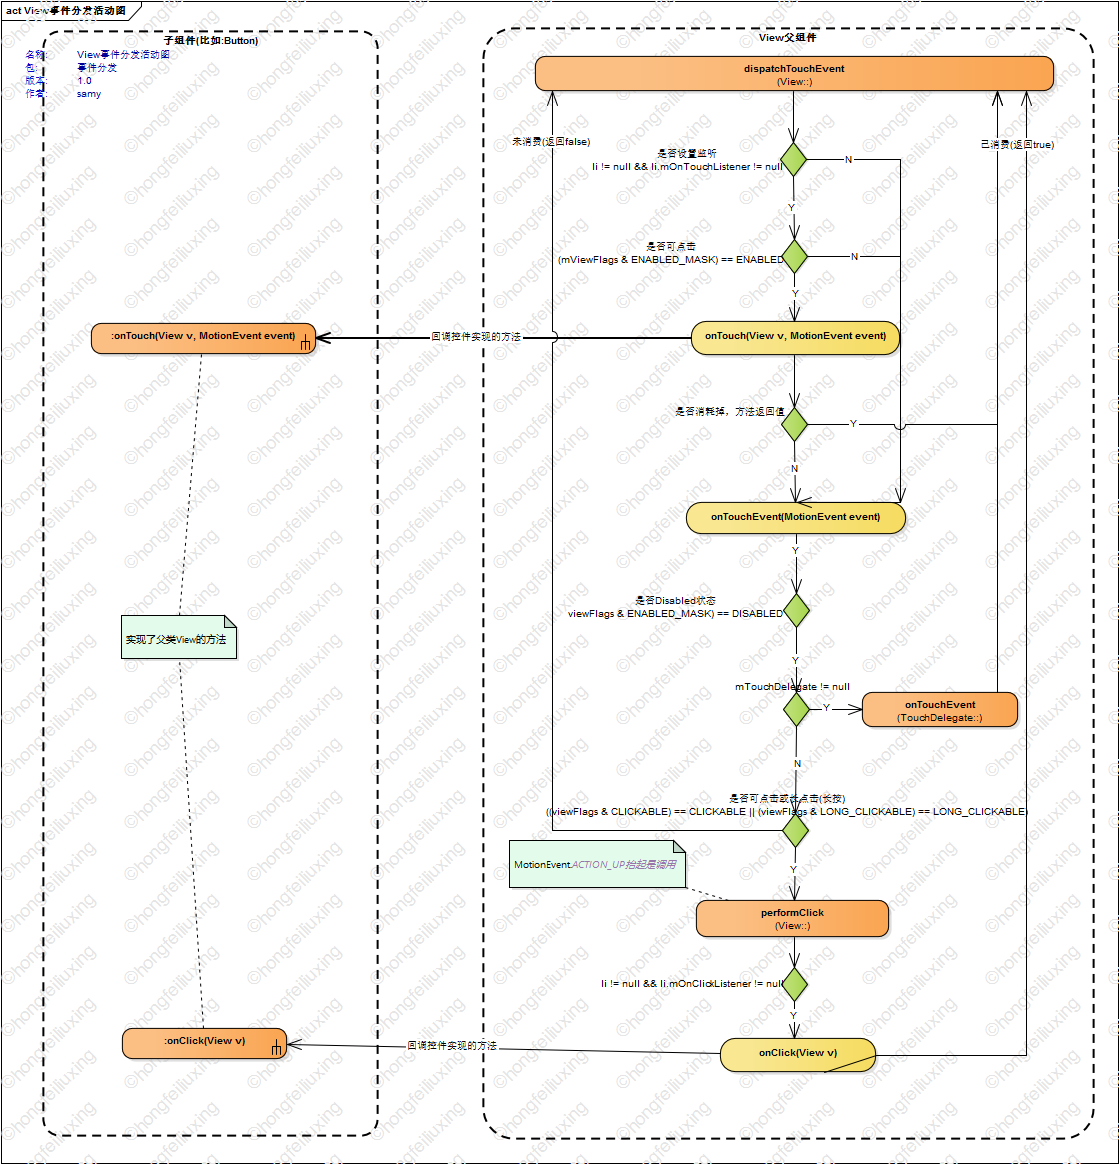 act View事件分发活动图
名称: View事件分发活动图
包: 事件分发
版本: 1.0
作者: samy
子组件(比如:Button)
View父组件
dispatchTouchEvent
(View::)
未消费(返回false)
已消费(返回true)
是否设置监听
li != null && li.mOnTouchListener != null
N
Y
是否可点击
(mViewFlags & ENABLED_MASK) == ENABLED
N
Y
:onTouch(View v, MotionEvent event)
回调控件实现的方法
onTouch(View v, MotionEvent event)
是否消耗掉，方法返回值
Y
N
onTouchEvent(MotionEvent event)
Y
是否Disabled状态
viewFlags & ENABLED_MASK) == DISABLED
实现了父类View的方法
Y
mTouchDelegate != null
Y
onTouchEvent
(TouchDelegate::)
N
是否可点击或长点击(长按)
((viewFlags & CLICKABLE) == CLICKABLE || (viewFlags & LONG_CLICKABLE) == LONG_CLICKABLE)
MotionEvent.ACTION_UP抬起是调用
Y
performClick
(View::)
li != null && li.mOnClickListener != null
Y
:onClick(View v)
回调控件实现的方法
onClick(View v)
©hongfeiliuxing